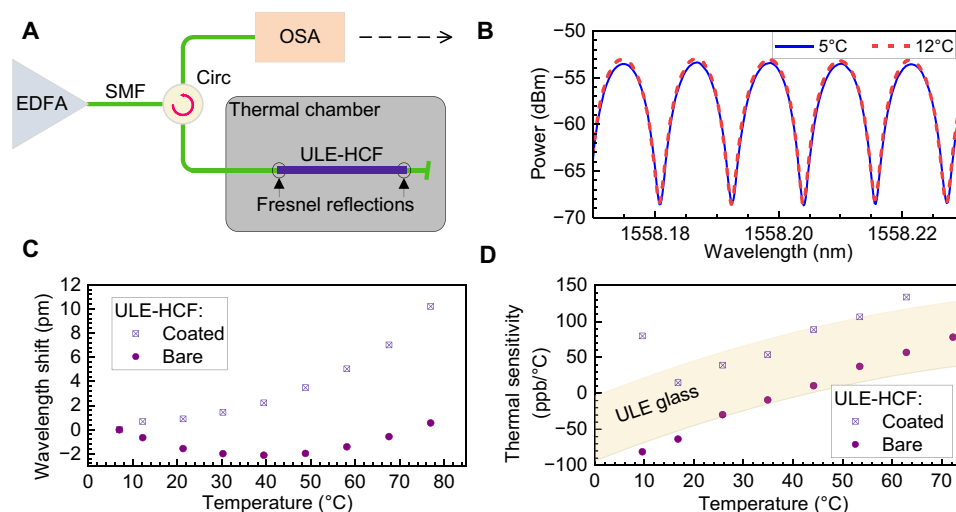 A
EDFA
SMF
Circ
OSA
Thermal chamber
ULE-HCF
Fresnel reflections
B
5°C
12°C
Power (dBm)
−50
−55
−60
−65
−70
1558.18
1558.20
1558.22
Wavelength (nm)
C
ULE-HCF:
Coated
Bare
Wavelength shift (pm)
12
10
8
6
4
2
0
−2
0
10
20
30
40
50
60
70
80
Temperature (°C)
D
Thermal sensitivity
(ppb/°C)
150
100
50
0
−50
−100
ULE glass
ULE-HCF:
Coated
Bare
0
10
20
30
40
50
60
70
Temperature (°C)